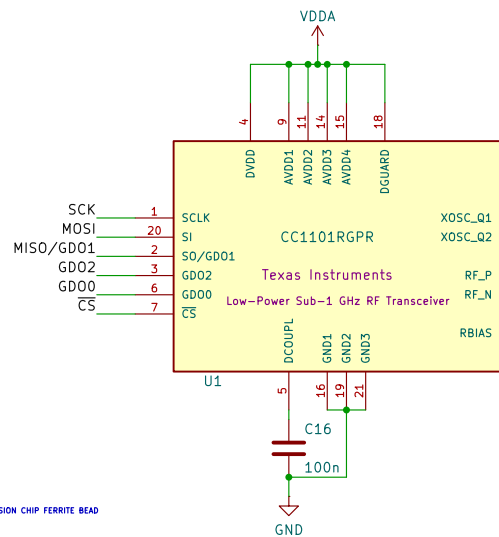 VDDA
4
9
11
14
15
18
DVDD
AVDD1
AVDD2
AVDD3
AVDD4
DGUARD
SCK 1 SCLK
MOSI 20 SI
MISO/GDO1 2 SO/GDO1
GDO2 3 GDO2
GDO0 6 GDO0
CS 7 CS
XOSC_Q1
XOSC_Q2
CC1101RGPR
Texas Instruments
RF_P
Low-Power Sub-1 GHz RF Transceiver
RF_N
RBIAS
DCOUPL
GND1
GND2
GND3
U1
5
16
19
21
C16
100n
SION CHIP FERRITE BEAD
GND